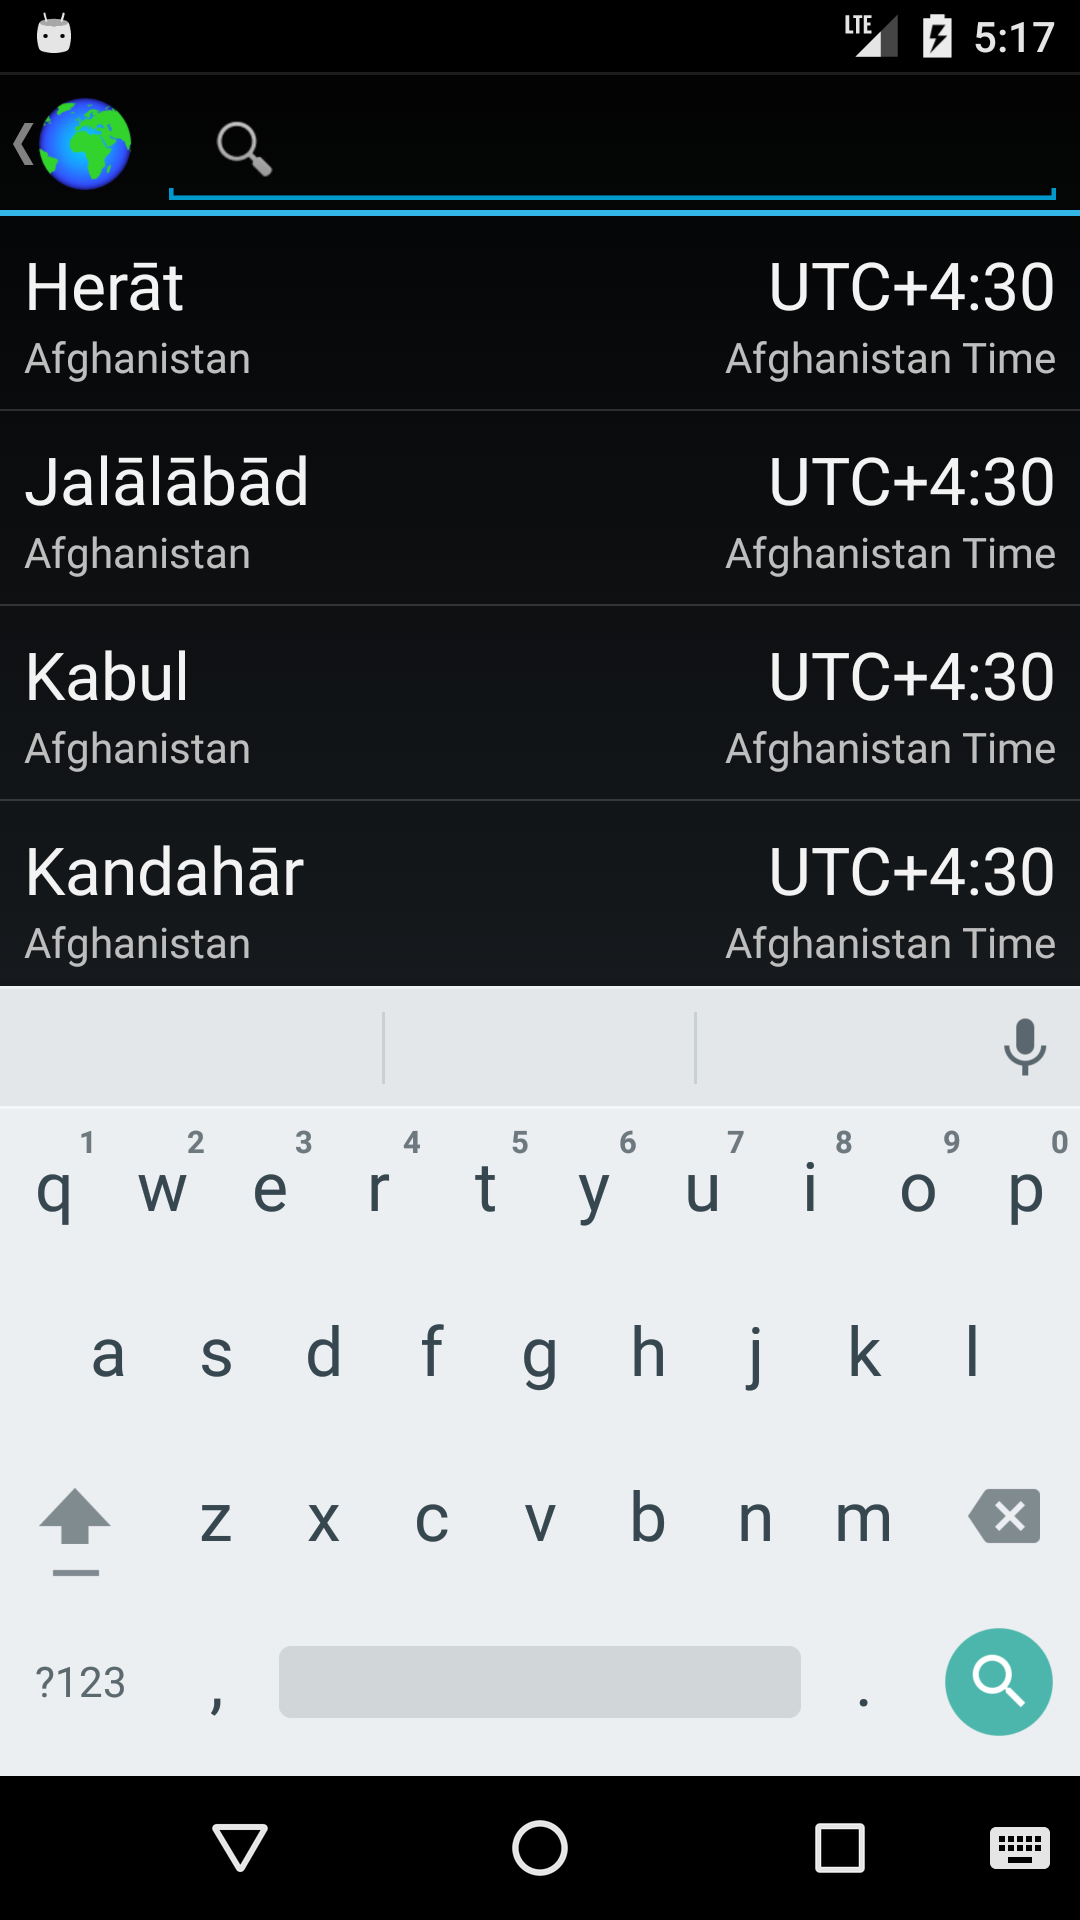 LTE 5:17
Herāt UTC+4:30
Afghanistan Afghanistan Time
Jalālābād UTC+4:30
Afghanistan Afghanistan Time
Kabul UTC+4:30
Afghanistan Afghanistan Time
Kandahār UTC+4:30
Afghanistan Afghanistan Time
1 2 3 4 5 6 7 8 9 0
q w e r t y u i o p
a s d f g h j k l
z x c v b n m
?123 , .